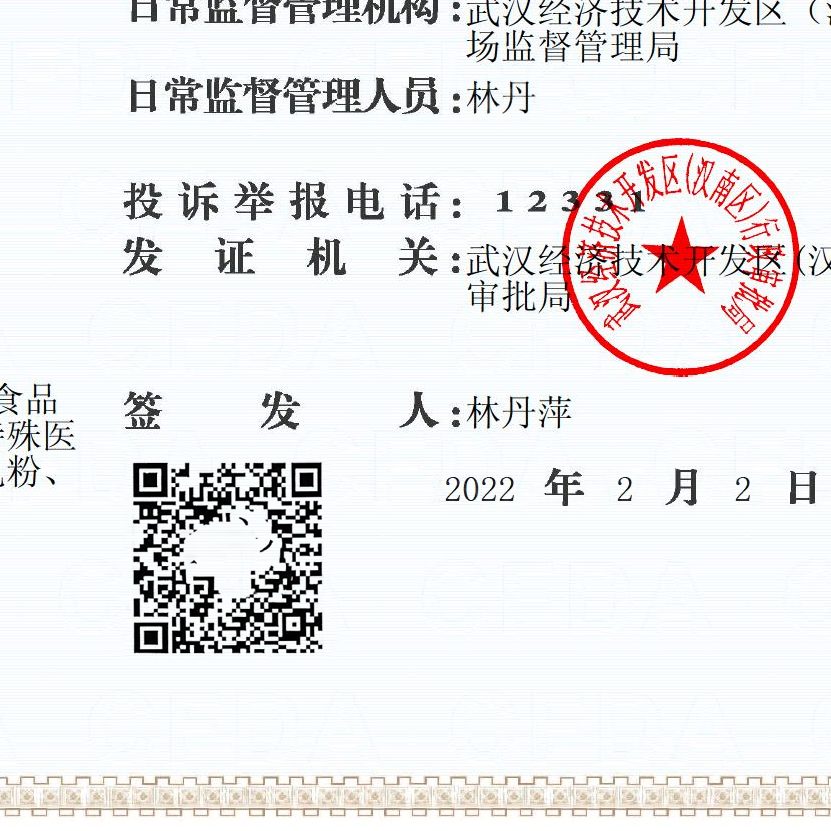 日常监督管理机构:武汉经济技术开发区(
场监督管理局
日常监督管理人员:林丹
投诉举报电话: 12331
发证机关:武汉经济技术开发区(汉
审批局
武汉经济技术开发区(汉南区)行政审批局
食品
殊医
粉、
签发人:林丹萍
2022 年 2 月 2 日
CFDA